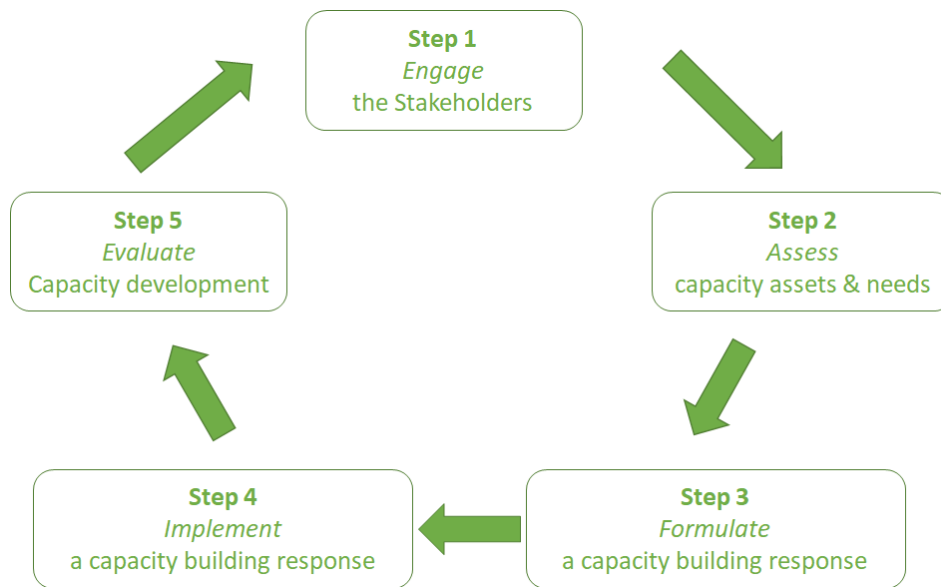 Step 1
Engage
the Stakeholders
Step 2
Assess
capacity assets & needs
Step 3
Formulate
a capacity building response
Step 4
Implement
a capacity building response
Step 5
Evaluate
Capacity development